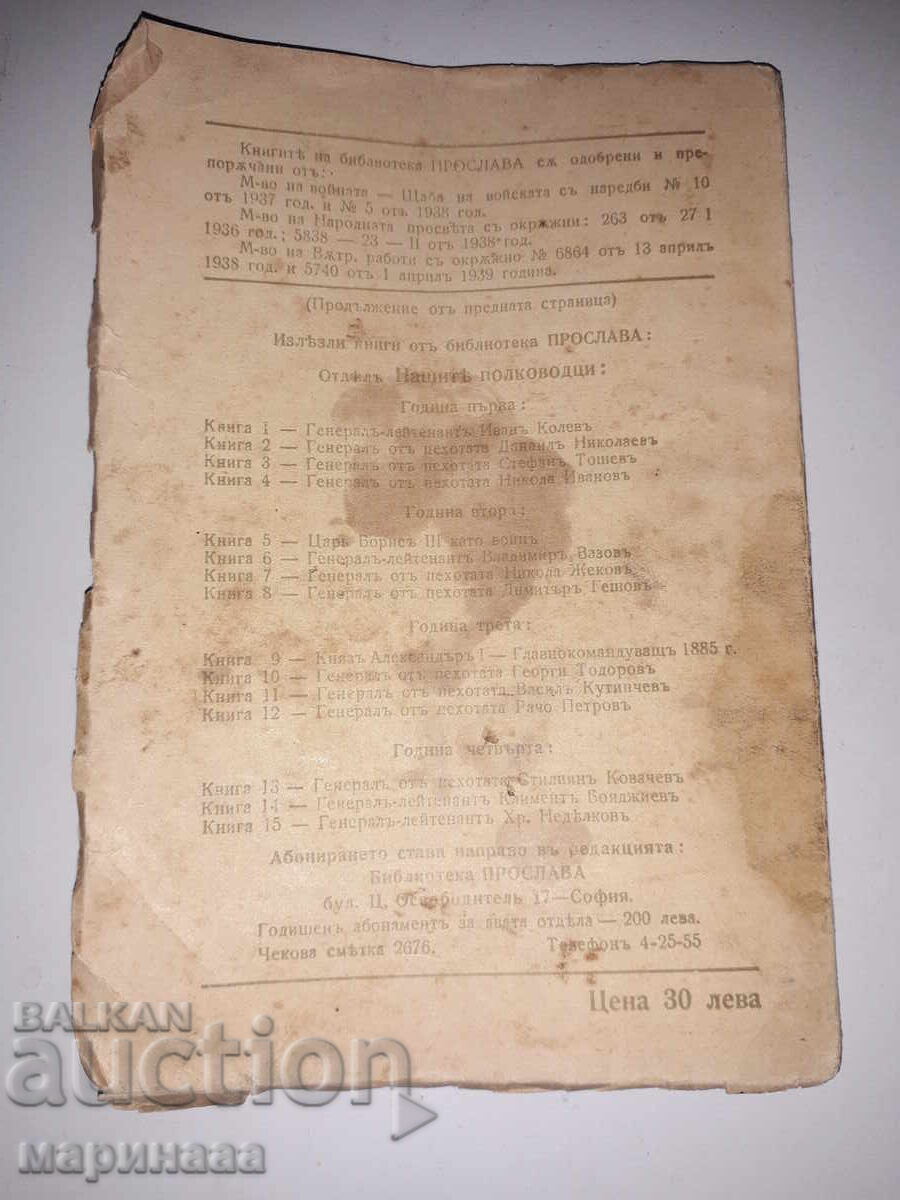 Книгитѣ на библиотека ПРОСЛАВА сѫ одобрени и пре-
порѫчани отъ:
М-во на войната — Щаба на войската съ наредби № 10
отъ 1937 год. и № 5 отъ 1938 год.
М-во на Народната просвѣта съ окрѫжни: 263 отъ 27 I
1936 год.; 5838 — 23 — II отъ 1938 год.
М-во на Вѫтр. работи съ окрѫжно № 6864 отъ 13 априлъ
1938 год. и 5740 отъ 1 априлъ 1939 година.
(Продължение отъ предната страница)
Излѣзли книги отъ библиотека ПРОСЛАВА:
Отдѣлъ Нашитѣ полководци:
Година първа:
Книга 1 — Генералъ-лейтенантъ Иванъ Колевъ
Книга 2 — Генералъ отъ пехотата Данаилъ Николаевъ
Книга 3 — Генералъ отъ пехотата Стефанъ Тошевъ
Книга 4 — Генералъ отъ пехотата Никола Ивановъ
Година втора:
Книга 5 — Царь Борисъ III като воинъ
Книга 6 — Генералъ-лейтенантъ Владимиръ Вазовъ
Книга 7 — Генералъ отъ пехотата Никола Жековъ
Книга 8 — Генералъ отъ пехотата Димитъръ Гешовъ
Година трета:
Книга 9 — Князъ Александъръ I — Главнокомандуващъ 1885 г.
Книга 10 — Генералъ отъ пехотата Георги Тодоровъ
Книга 11 — Генералъ отъ пехотата Василъ Кутинчевъ
Книга 12 — Генералъ отъ пехотата Рачо Петровъ
Година четвърта:
Книга 13 — Генералъ отъ пехотата Стилиянъ Ковачевъ
Книга 14 — Генералъ-лейтенантъ Климентъ Бояджиев
Книга 15 — Генералъ-лейтенантъ Хр. Недѣлковъ
Абонирането става направо въ редакцията:
Библиотека ПРОСЛАВА
бул. Ц. Освободитель 17—София.
Годишенъ абонаментъ за двата отдѣла — 200 лева.
Чекова смѣтка 2676. Телефонъ 4-25-55
Цена 30 лева
BALKAN
auction
маринааа